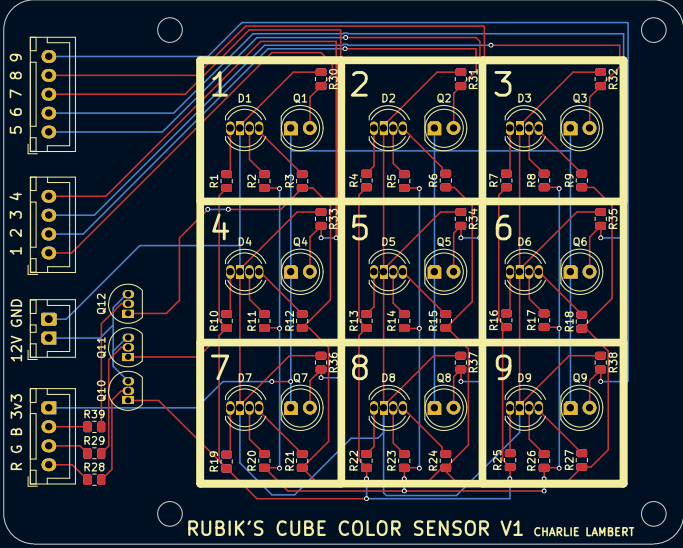 5 6 7 8 9
1 2 3 4
12V GND
R G B 3v3
Q12
Q11
Q10
R39
R29
R28
1
D1
Q1
R30
R1
R2
R3
2
D2
Q2
R31
R4
R5
R6
3
D3
Q3
R32
R7
R8
R9
4
D4
Q4
R33
R10
R11
R12
5
D5
Q5
R34
R13
R14
R15
6
D6
Q6
R35
R16
R17
R18
7
D7
Q7
R36
R19
R20
R21
8
D8
Q8
R37
R22
R23
R24
9
D9
Q9
R38
R25
R26
R27
RUBIK'S CUBE COLOR SENSOR V1 CHARLIE LAMBERT